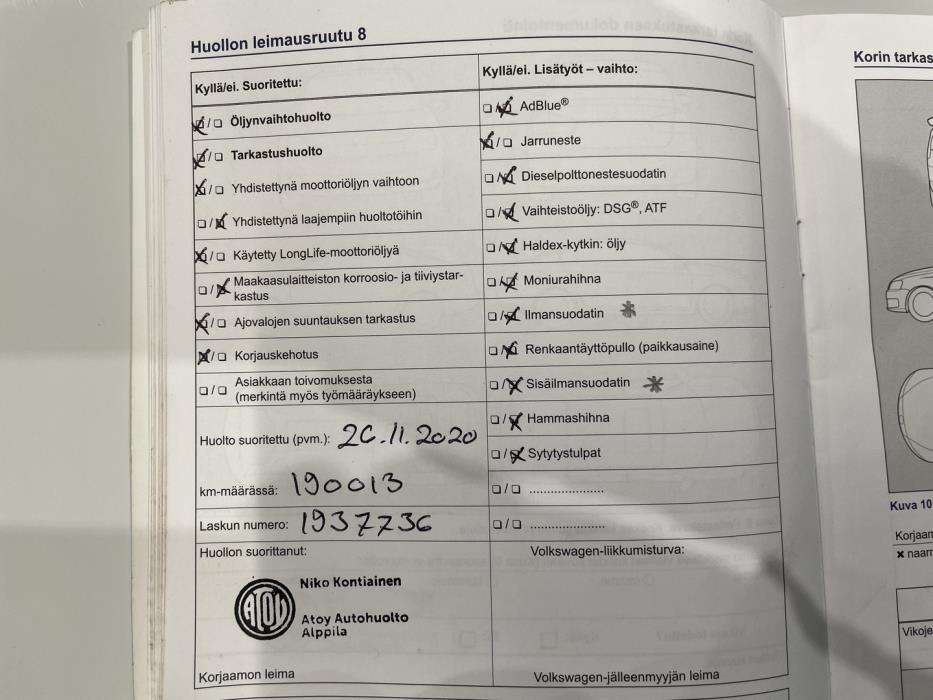 Huollon leimausruutu 8
Kyllä/ei. Suoritettu:
Öljynvaihtohuolto
Tarkastushuolto
Yhdistettynä moottoriöljyn vaihtoon
Yhdistettynä laajempiin huoltotöihin
Käytetty LongLife-moottoriöljyä
Maakaasulaitteiston korroosio- ja tiiviystar-
kastus
Ajovalojen suuntauksen tarkastus
Korjauskehotus
Asiakkaan toivomuksesta
(merkintä myös työmääräykseen)
Huolto suoritettu (pvm.): 26.11.2020
km-määrässä: 190013
Laskun numero: 1937736
Huollon suorittanut:
ATOY
Niko Kontiainen
Atoy Autohuolto
Alppila
Korjaamon leima
Kyllä/ei. Lisätyöt – vaihto:
AdBlue®
Jarruneste
Dieselpolttonestesuodatin
Vaihteistoöljy: DSG®, ATF
Haldex-kytkin: öljy
Moniurahihna
Ilmansuodatin *
Renkaantäyttöpullo (paikkausaine)
Sisäilmansuodatin *
Hammashihna
Sytytystulpat
Volkswagen-liikkumisturva:
Volkswagen-jälleenmyyjän leima
Korin tarkas
Kuva 10
Korjaam
x naarm
Vikoje